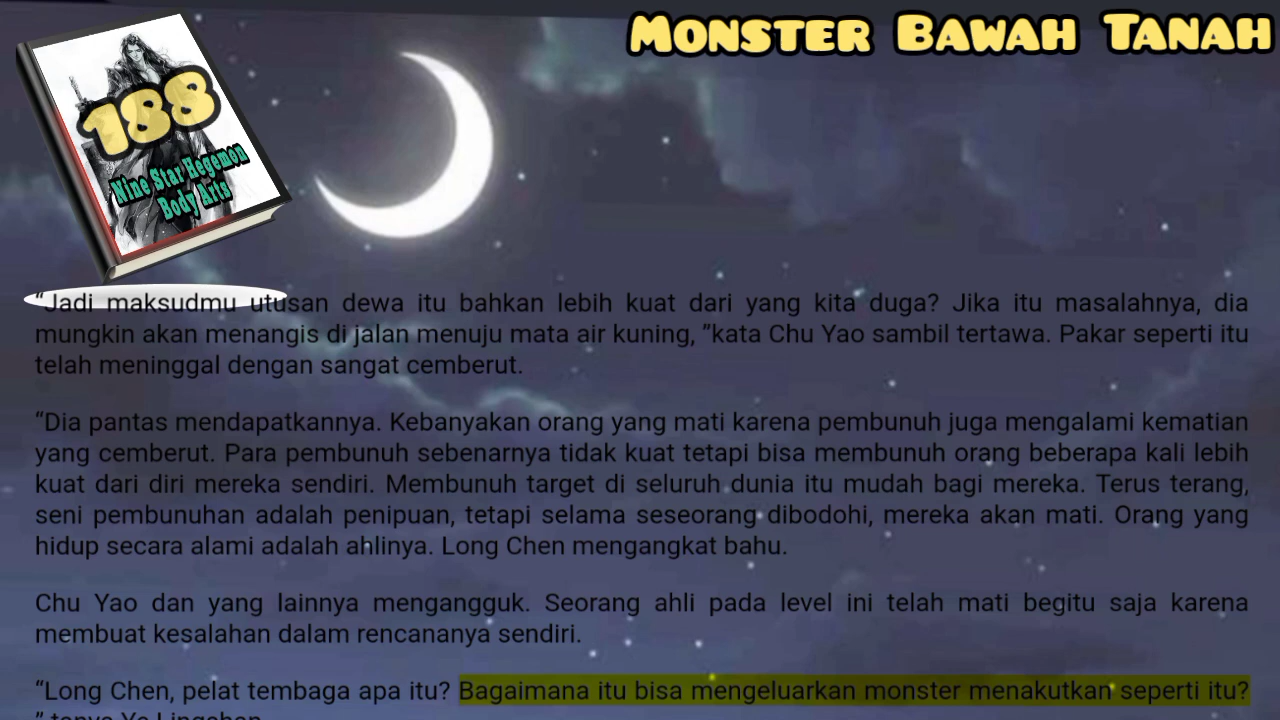 Monster Bawah Tanah
188
Nine Star Hegemon
Body Arts
“Jadi maksudmu utusan dewa itu bahkan lebih kuat dari yang kita duga? Jika itu masalahnya, dia
mungkin akan menangis di jalan menuju mata air kuning, ”kata Chu Yao sambil tertawa. Pakar seperti itu
telah meninggal dengan sangat cemberut.
“Dia pantas mendapatkannya. Kebanyakan orang yang mati karena pembunuh juga mengalami kematian
yang cemberut. Para pembunuh sebenarnya tidak kuat tetapi bisa membunuh orang beberapa kali lebih
kuat dari diri mereka sendiri. Membunuh target di seluruh dunia itu mudah bagi mereka. Terus terang,
seni pembunuhan adalah penipuan, tetapi selama seseorang dibodohi, mereka akan mati. Orang yang
hidup secara alami adalah ahlinya. Long Chen mengangkat bahu.
Chu Yao dan yang lainnya mengangguk. Seorang ahli pada level ini telah mati begitu saja karena
membuat kesalahan dalam rencananya sendiri.
“Long Chen, pelat tembaga apa itu? Bagaimana itu bisa mengeluarkan monster menakutkan seperti itu?
” tanya Ye